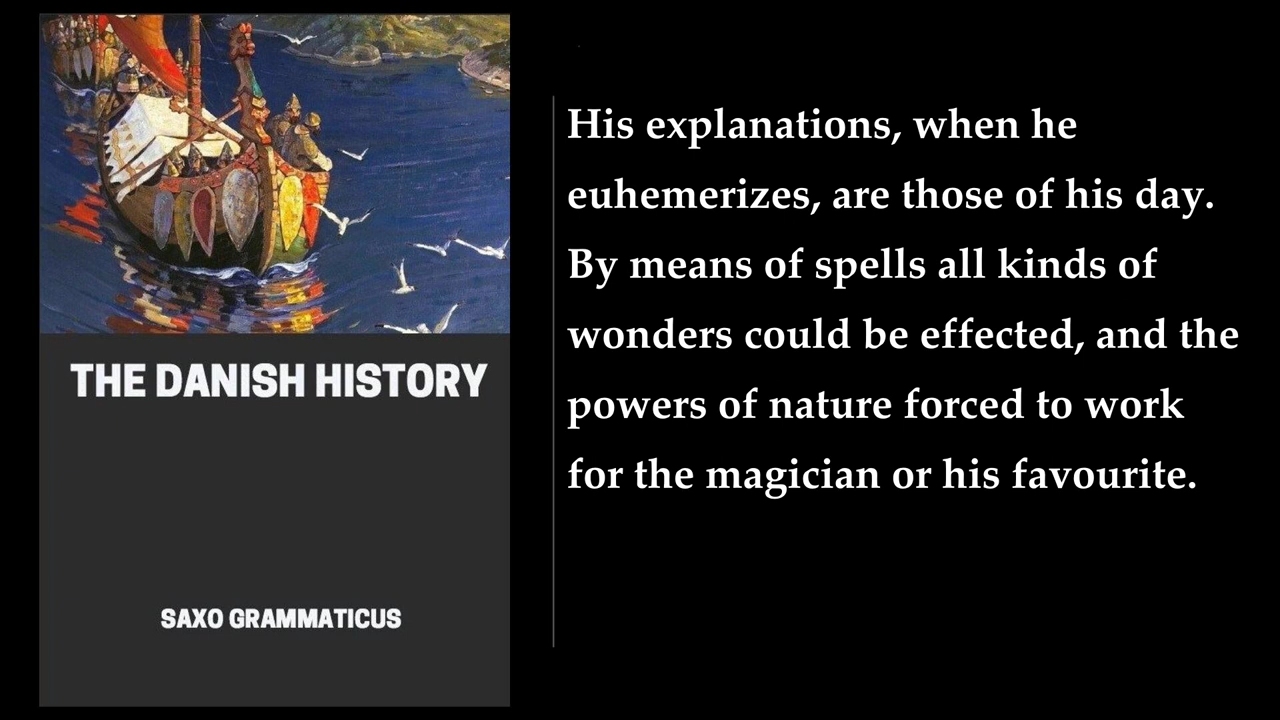 THE DANISH HISTORY
SAXO GRAMMATICUS
His explanations, when he
euhemerizes, are those of his day.
By means of spells all kinds of
wonders could be effected, and the
powers of nature forced to work
for the magician or his favourite.